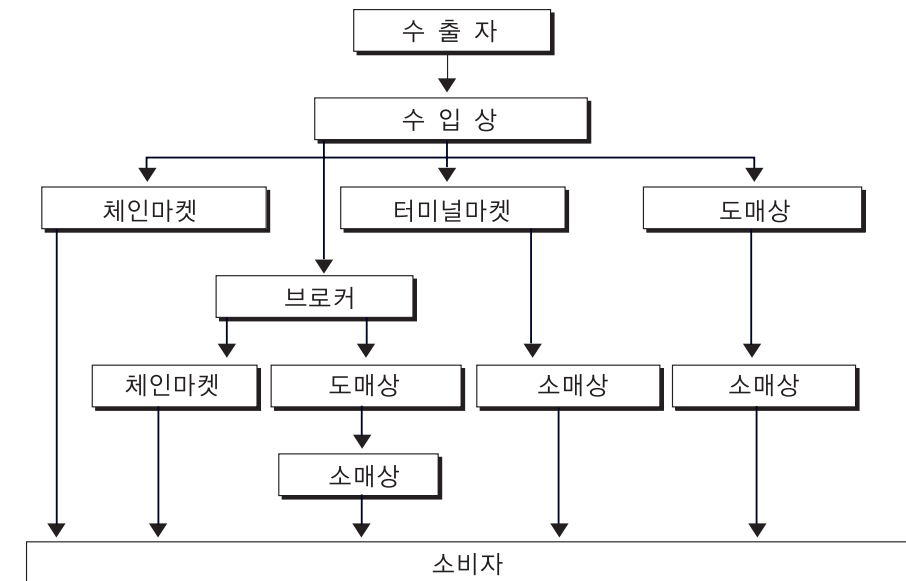 수 출 자
수 입 상
체인마켓
터미널마켓
도매상
브로커
체인마켓
도매상
소매상
소매상
소매상
소비자